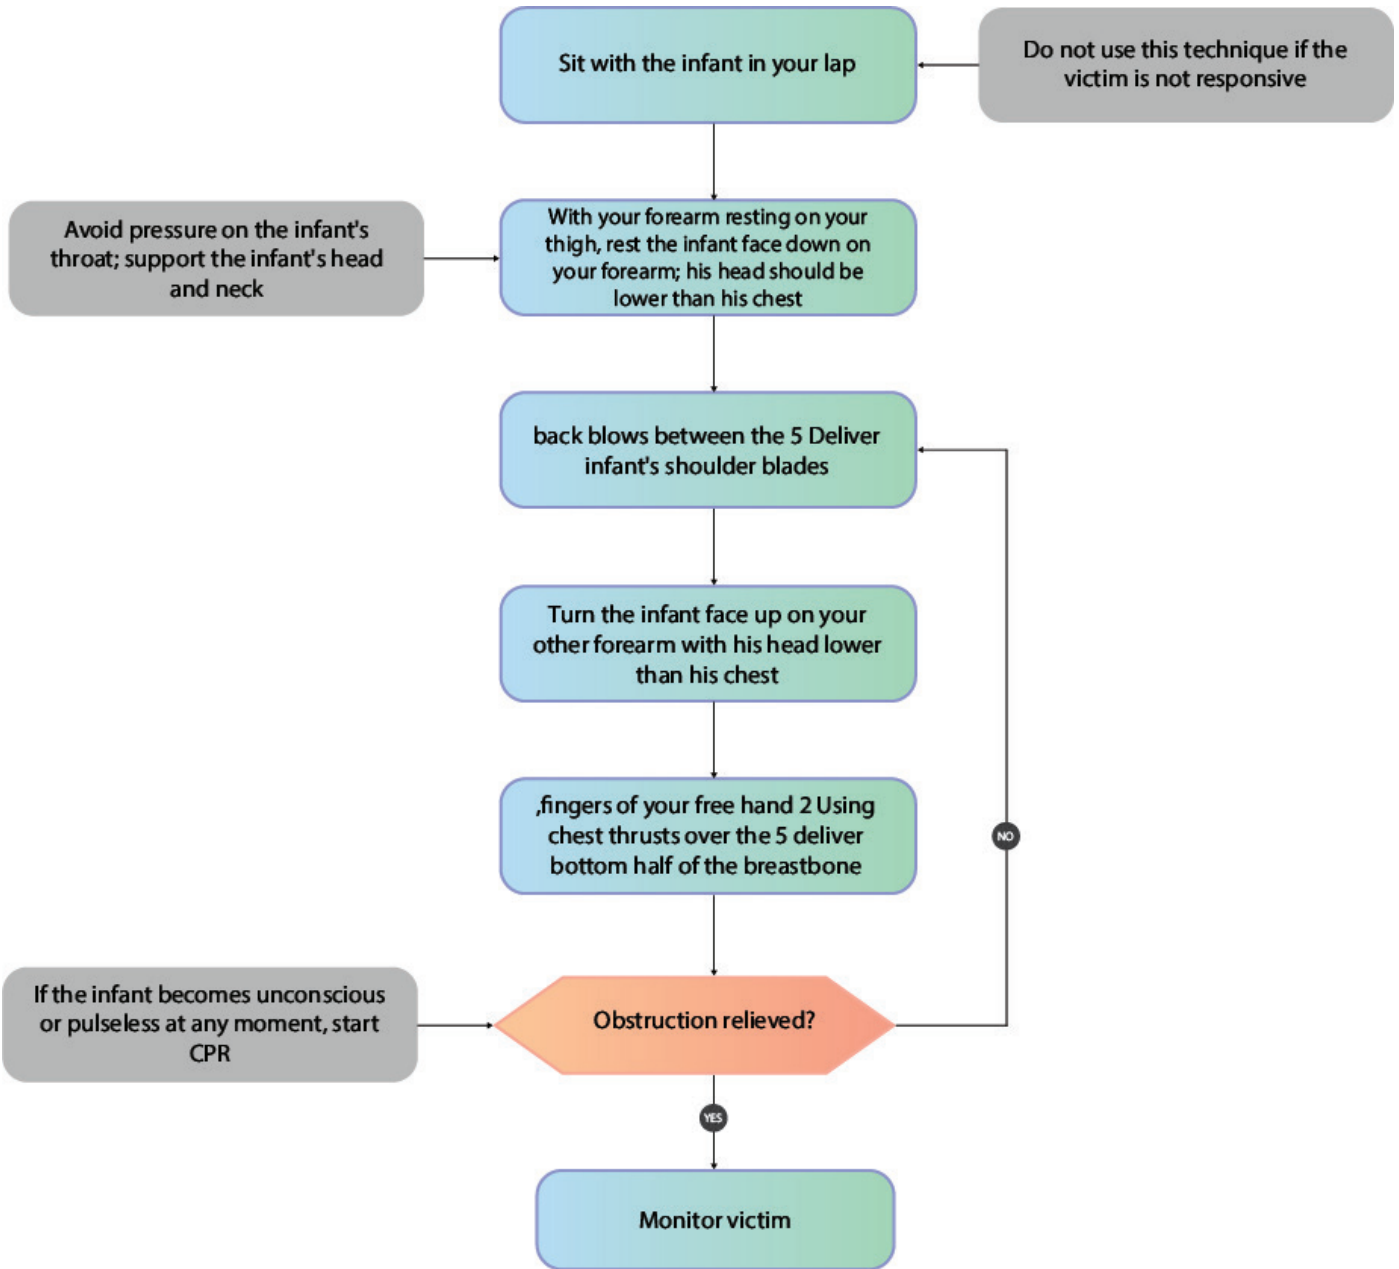 Sit with the infant in your lap
Do not use this technique if the
victim is not responsive
Avoid pressure on the infant's
throat; support the infant's head
and neck
With your forearm resting on your
thigh, rest the infant face down on
your forearm; his head should be
lower than his chest
back blows between the 5 Deliver
infant's shoulder blades
Turn the infant face up on your
other forearm with his head lower
than his chest
,fingers of your free hand 2 Using
chest thrusts over the 5 deliver
bottom half of the breastbone
NO
If the infant becomes unconscious
or pulseless at any moment, start
CPR
Obstruction relieved?
YES
Monitor victim